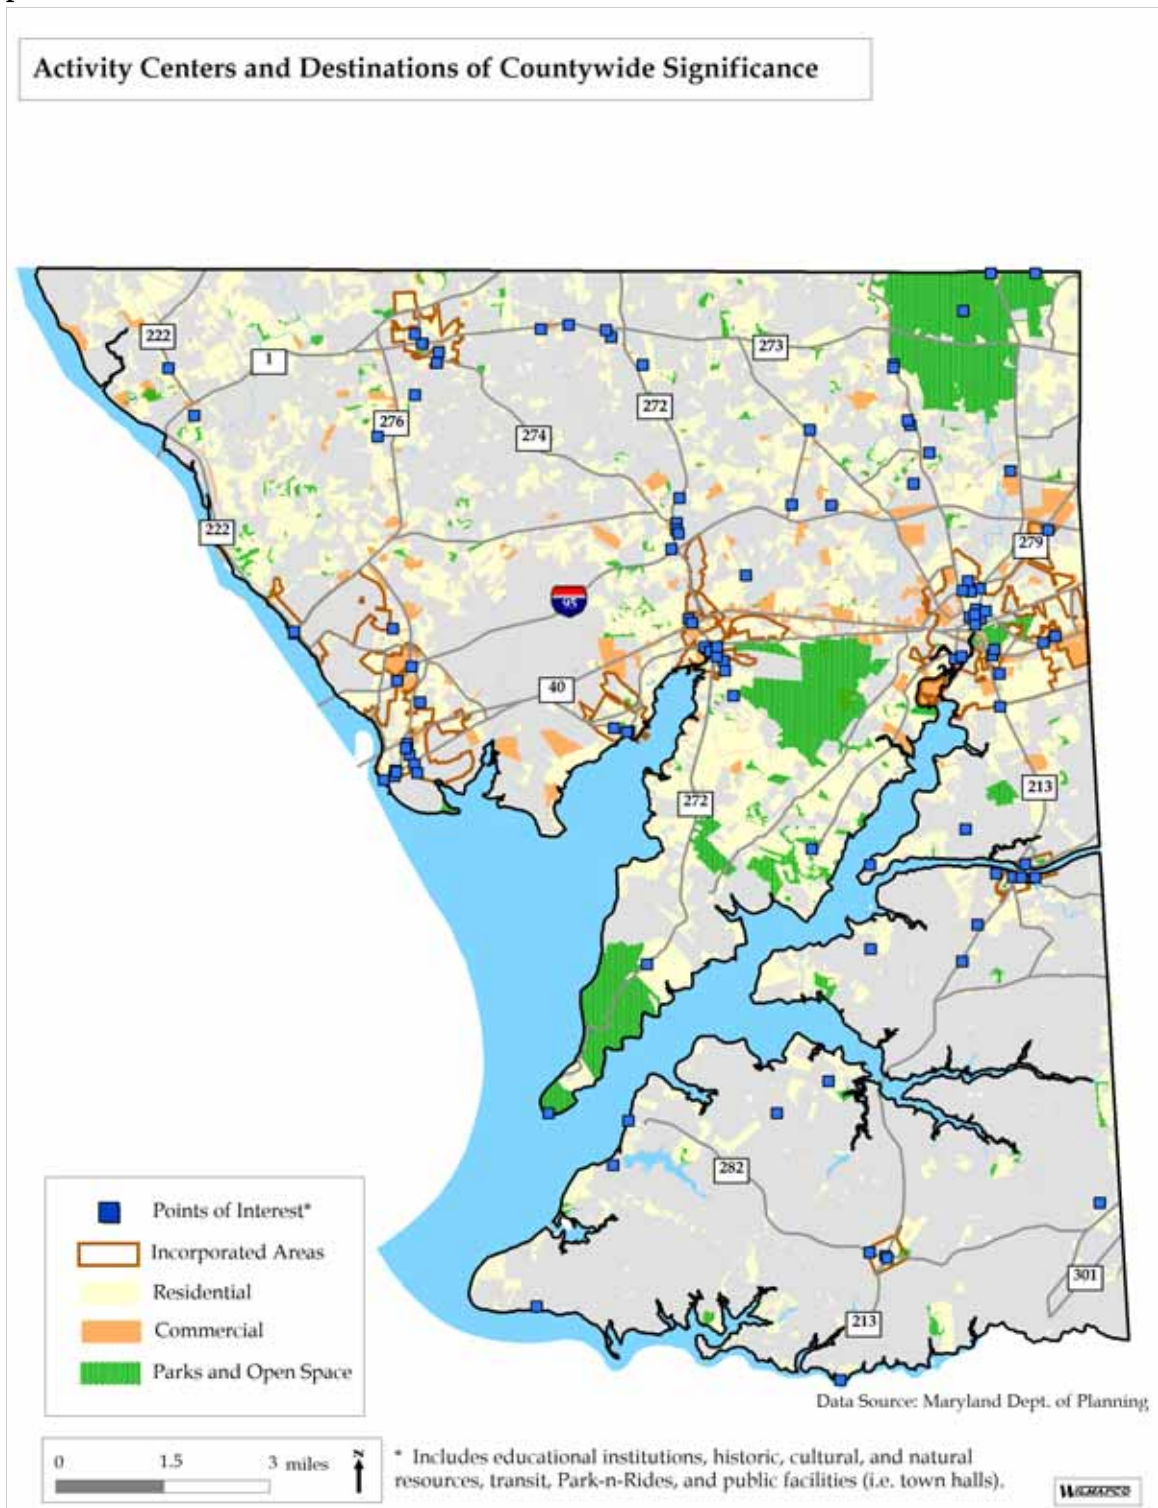 Activity Centers and Destinations of Countywide Significance
222
1
273
276
272
274
222
279
95
40
272
213
282
301
213
Points of Interest*
Incorporated Areas
Residential
Commercial
Parks and Open Space
Data Source: Maryland Dept. of Planning
0 1.5 3 miles
N
* Includes educational institutions, historic, cultural, and natural
resources, transit, Park-n-Rides, and public facilities (i.e. town halls).
WILMAPCO